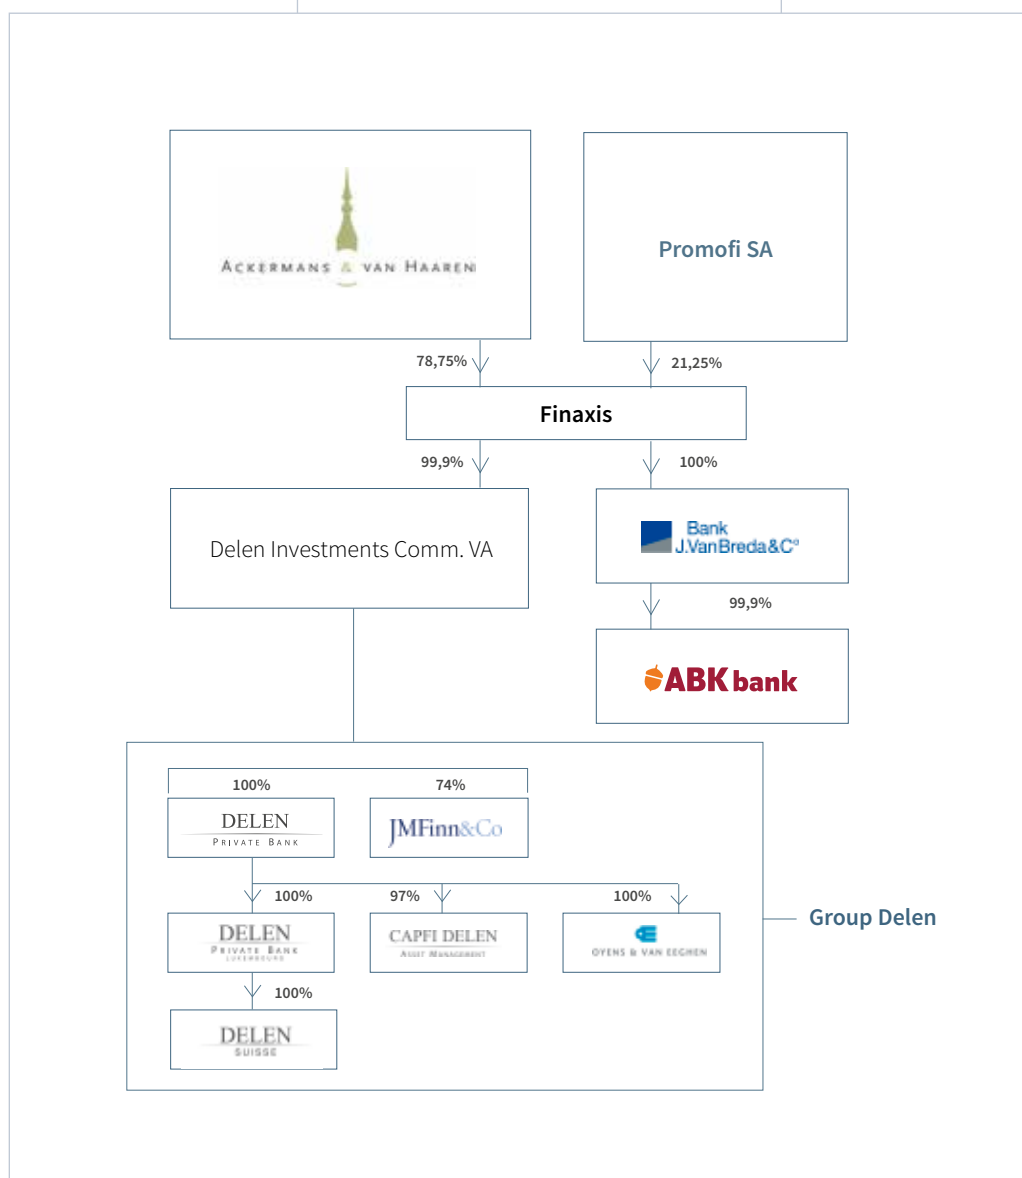 ACKERMANS & VAN HAAREN
Promofi SA
78,75%
21,25%
Finaxis
99,9%
100%
Delen Investments Comm. VA
Bank
J.VanBreda&C°
99,9%
ABK bank
100%
74%
DELEN
PRIVATE BANK
JMFinn&Co
100%
97%
100%
DELEN
PRIVATE BANK
LUXEMBOURG
CAPFI DELEN
ASSET MANAGEMENT
OYENS & VAN EEGHEN
Group Delen
100%
DELEN
SUISSE